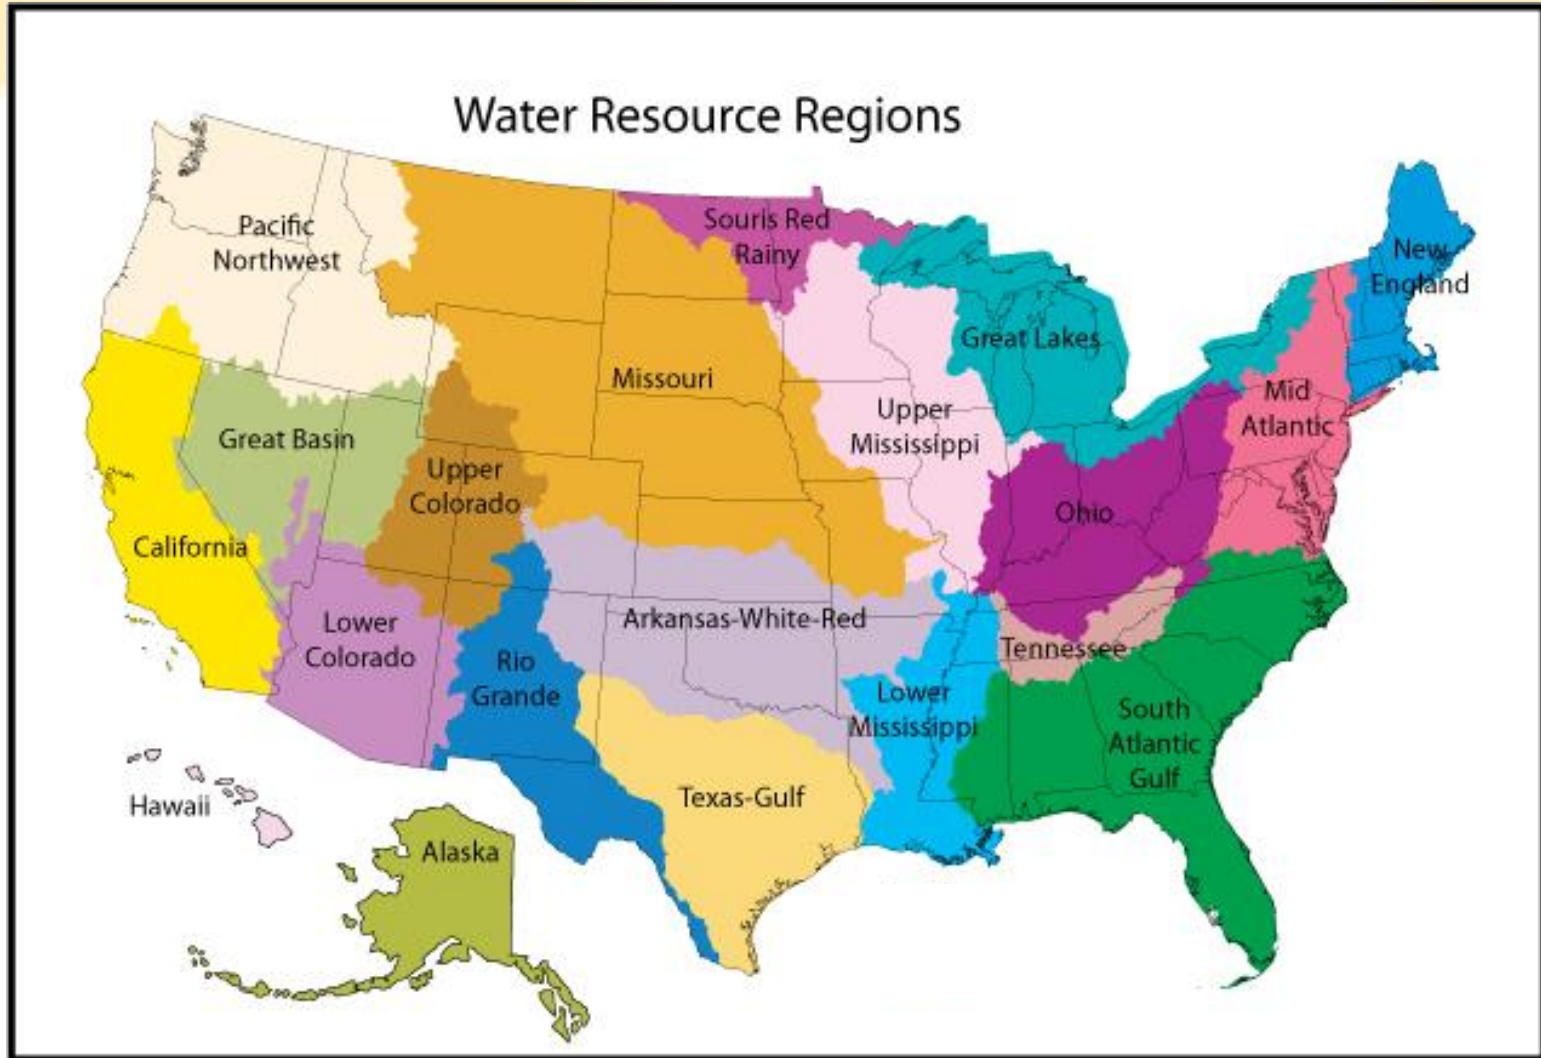 Water Resource Regions
Pacific
Northwest
Souris Red
Rainy
New
England
Great Lakes
Missouri
Mid
Atlantic
Upper
Mississippi
Great Basin
Upper
Colorado
Ohio
California
Lower
Colorado
Arkansas-White-Red
Tennessee
Rio
Grande
Lower
Mississippi
South
Atlantic
Gulf
Texas-Gulf
Hawaii
Alaska